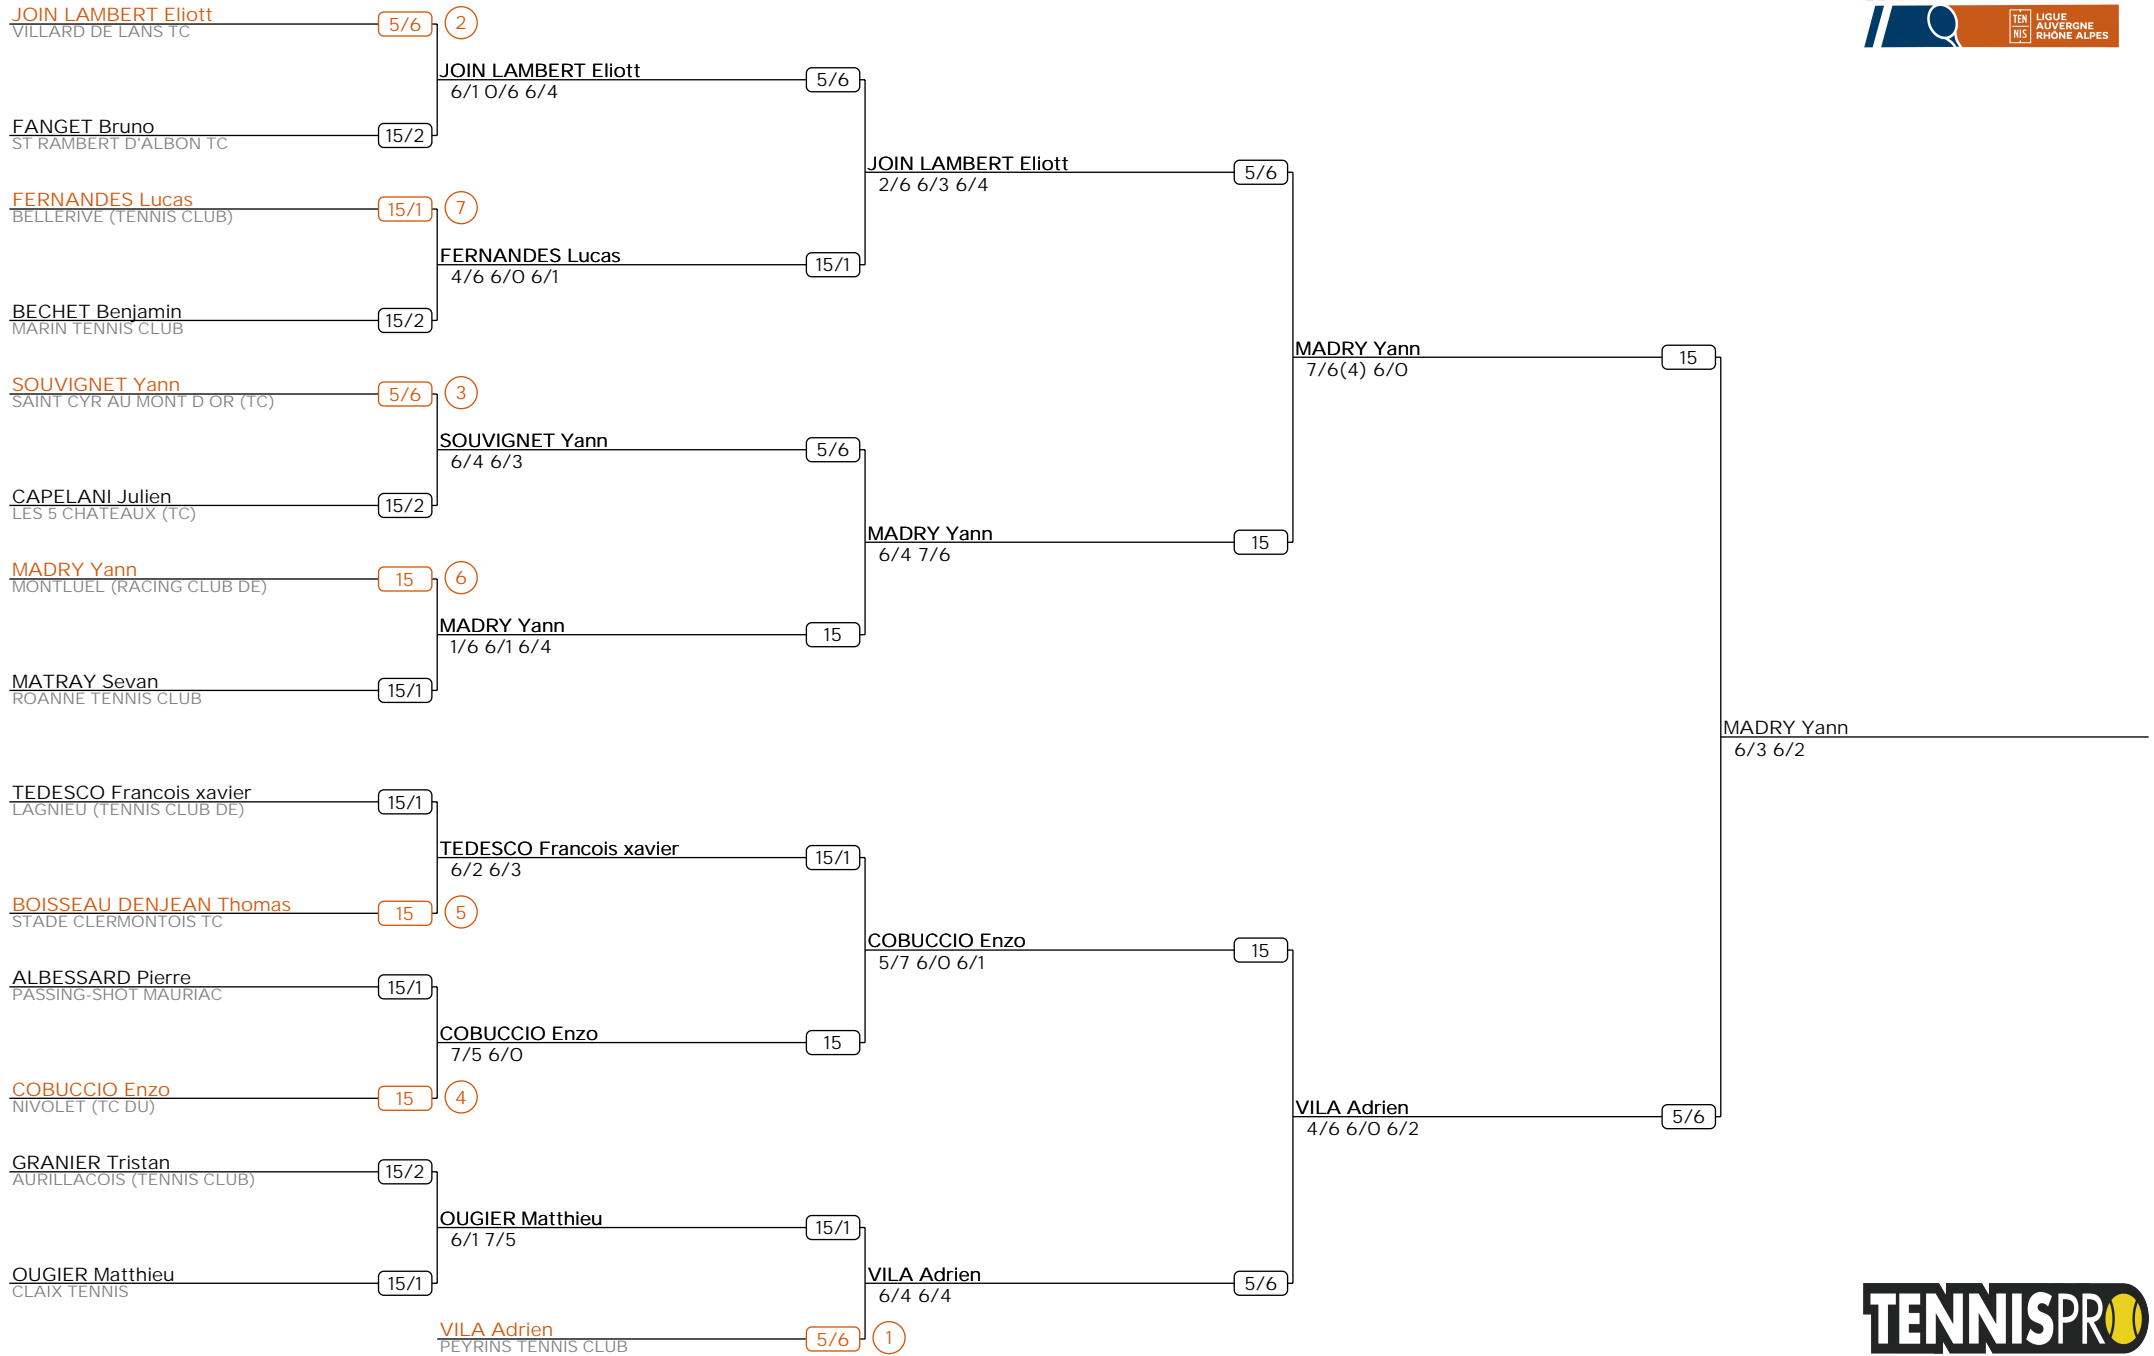 JOIN LAMBERT Eliott
VILLARD DE LANS TC
5/6
2
LIGUE
AUVERGNE
RHÔNE ALPES
TEN
NIS
JOIN LAMBERT Eliott
6/1 0/6 6/4
5/6
FANGET Bruno
ST RAMBERT D'ALBON TC
15/2
JOIN LAMBERT Eliott
2/6 6/3 6/4
5/6
FERNANDES Lucas
BELLERIVE (TENNIS CLUB)
15/1
7
FERNANDES Lucas
4/6 6/0 6/1
15/1
BECHET Benjamin
MARIN TENNIS CLUB
15/2
MADRY Yann
7/6(4) 6/0
15
SOUVIGNET Yann
SAINT CYR AU MONT D OR (TC)
5/6
3
SOUVIGNET Yann
6/4 6/3
5/6
CAPELANI Julien
LES 5 CHATEAUX (TC)
15/2
MADRY Yann
6/4 7/6
15
MADRY Yann
MONTLUEL (RACING CLUB DE)
15
6
MADRY Yann
1/6 6/1 6/4
15
MATRAY Sevan
ROANNE TENNIS CLUB
15/1
MADRY Yann
6/3 6/2
TEDESCO Francois xavier
LAGNIEU (TENNIS CLUB DE)
15/1
TEDESCO Francois xavier
6/2 6/3
15/1
BOISSEAU DENJEAN Thomas
STADE CLERMONTOIS TC
15
5
COBUCCIO Enzo
5/7 6/0 6/1
15
ALBESSARD Pierre
PASSING-SHOT MAURIAC
15/1
COBUCCIO Enzo
7/5 6/0
15
COBUCCIO Enzo
NIVOLET (TC DU)
15
4
VILA Adrien
4/6 6/0 6/2
5/6
GRANIER Tristan
AURILLACOIS (TENNIS CLUB)
15/2
OUGIER Matthieu
6/1 7/5
15/1
OUGIER Matthieu
CLAIX TENNIS
15/1
VILA Adrien
6/4 6/4
5/6
VILA Adrien
PEYRINS TENNIS CLUB
5/6
1
TENNISPRO